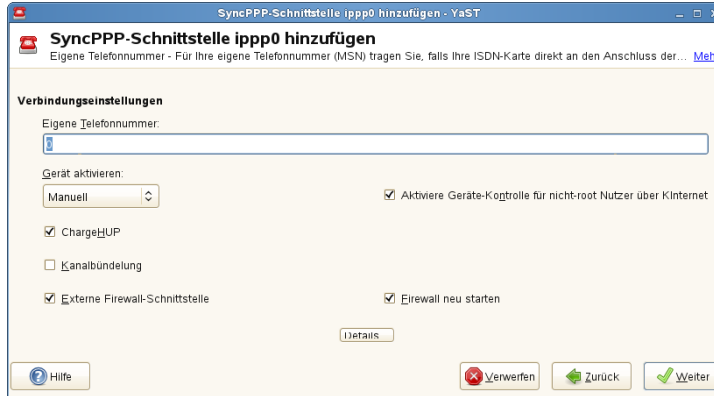 SyncPPP-Schnittstelle ippp0 hinzufügen - YaST
SyncPPP-Schnittstelle ippp0 hinzufügen
Eigene Telefonnummer - Für Ihre eigene Telefonnummer (MSN) tragen Sie, falls Ihre ISDN-Karte direkt an den Anschluss der... Meh
Verbindungseinstellungen
Eigene Telefonnummer:
0
Gerät aktivieren:
Manuell
Aktiviere Geräte-Kontrolle für nicht-root Nutzer über KInternet
ChargeHUP
Kanalbündelung
Externe Firewall-Schnittstelle
Firewall neu starten
Details
Hilfe
Verwerfen
Zurück
Weiter